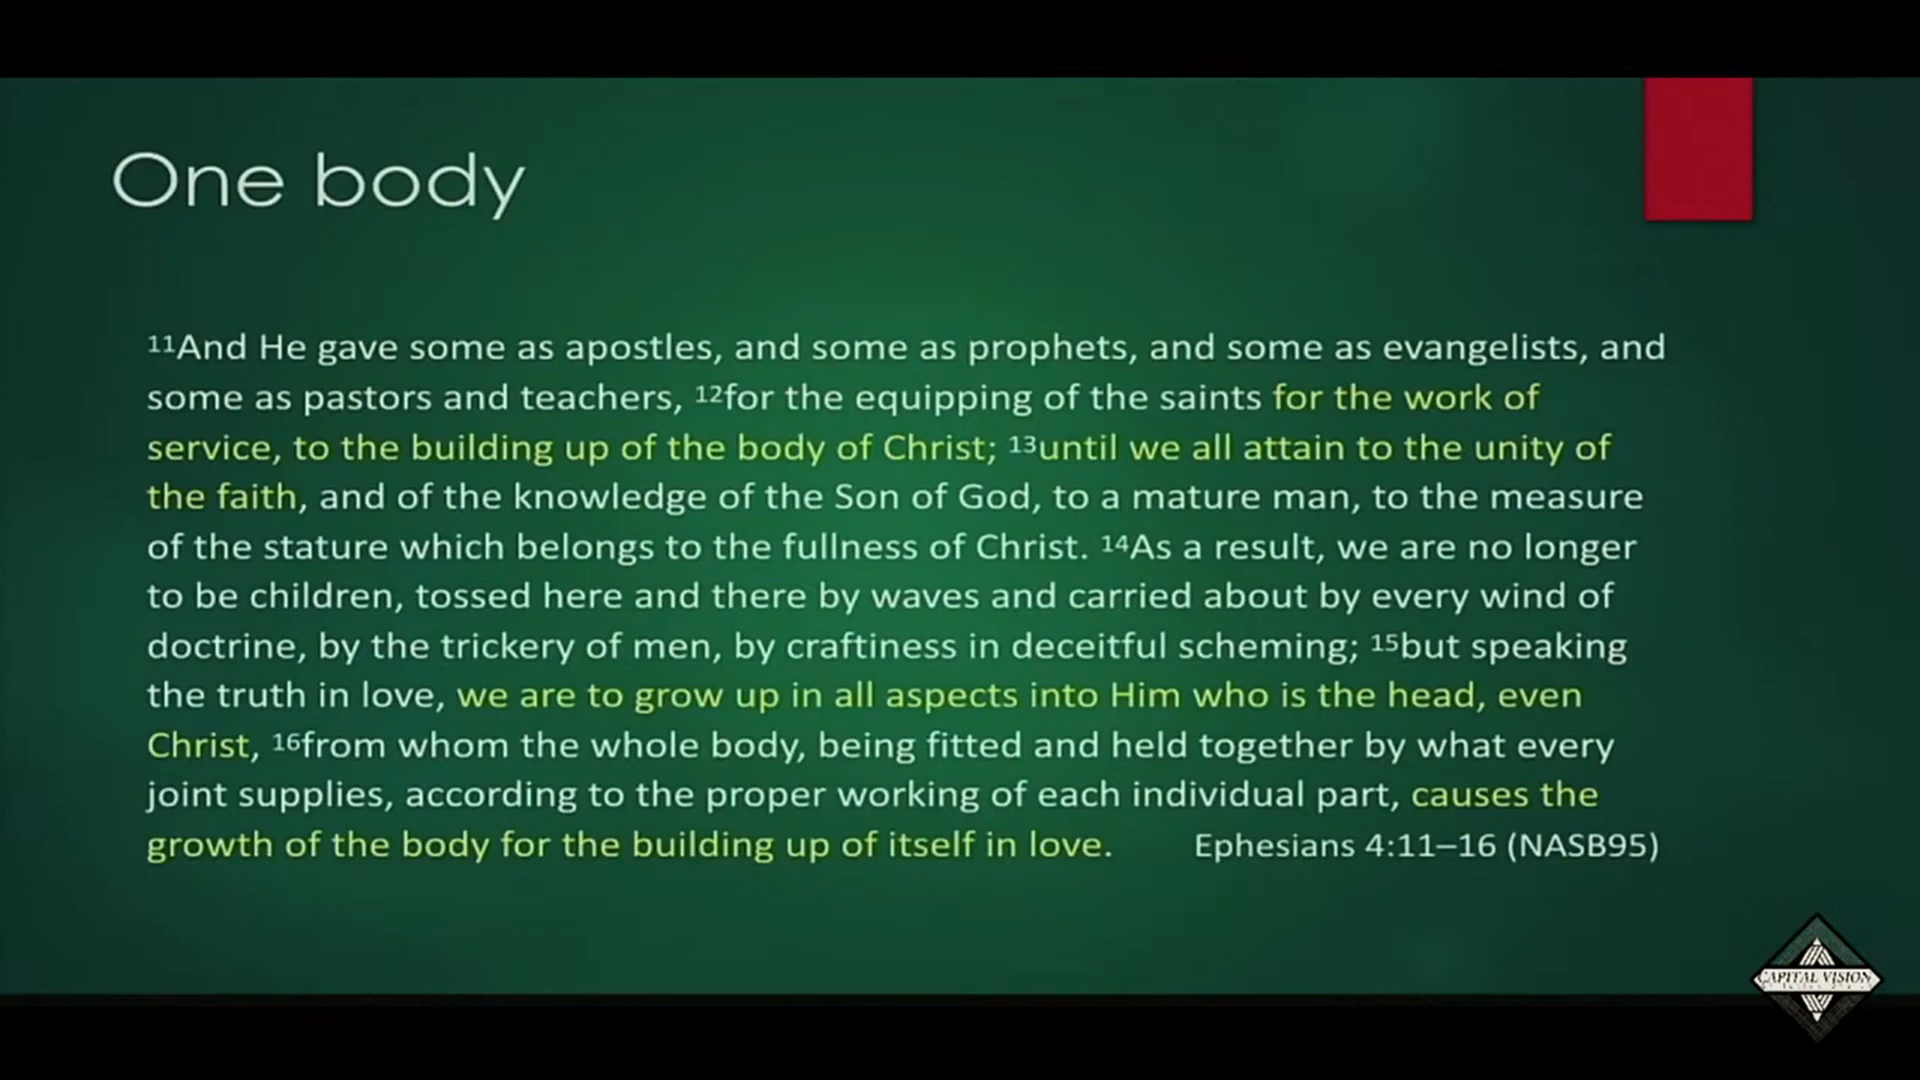 One body
¹¹And He gave some as apostles, and some as prophets, and some as evangelists, and
some as pastors and teachers, ¹²for the equipping of the saints for the work of
service, to the building up of the body of Christ; ¹³until we all attain to the unity of
the faith, and of the knowledge of the Son of God, to a mature man, to the measure
of the stature which belongs to the fullness of Christ. ¹⁴As a result, we are no longer
to be children, tossed here and there by waves and carried about by every wind of
doctrine, by the trickery of men, by craftiness in deceitful scheming; ¹⁵but speaking
the truth in love, we are to grow up in all aspects into Him who is the head, even
Christ, ¹⁶from whom the whole body, being fitted and held together by what every
joint supplies, according to the proper working of each individual part, causes the
growth of the body for the building up of itself in love. Ephesians 4:11–16 (NASB95)
CAPITAL VISION